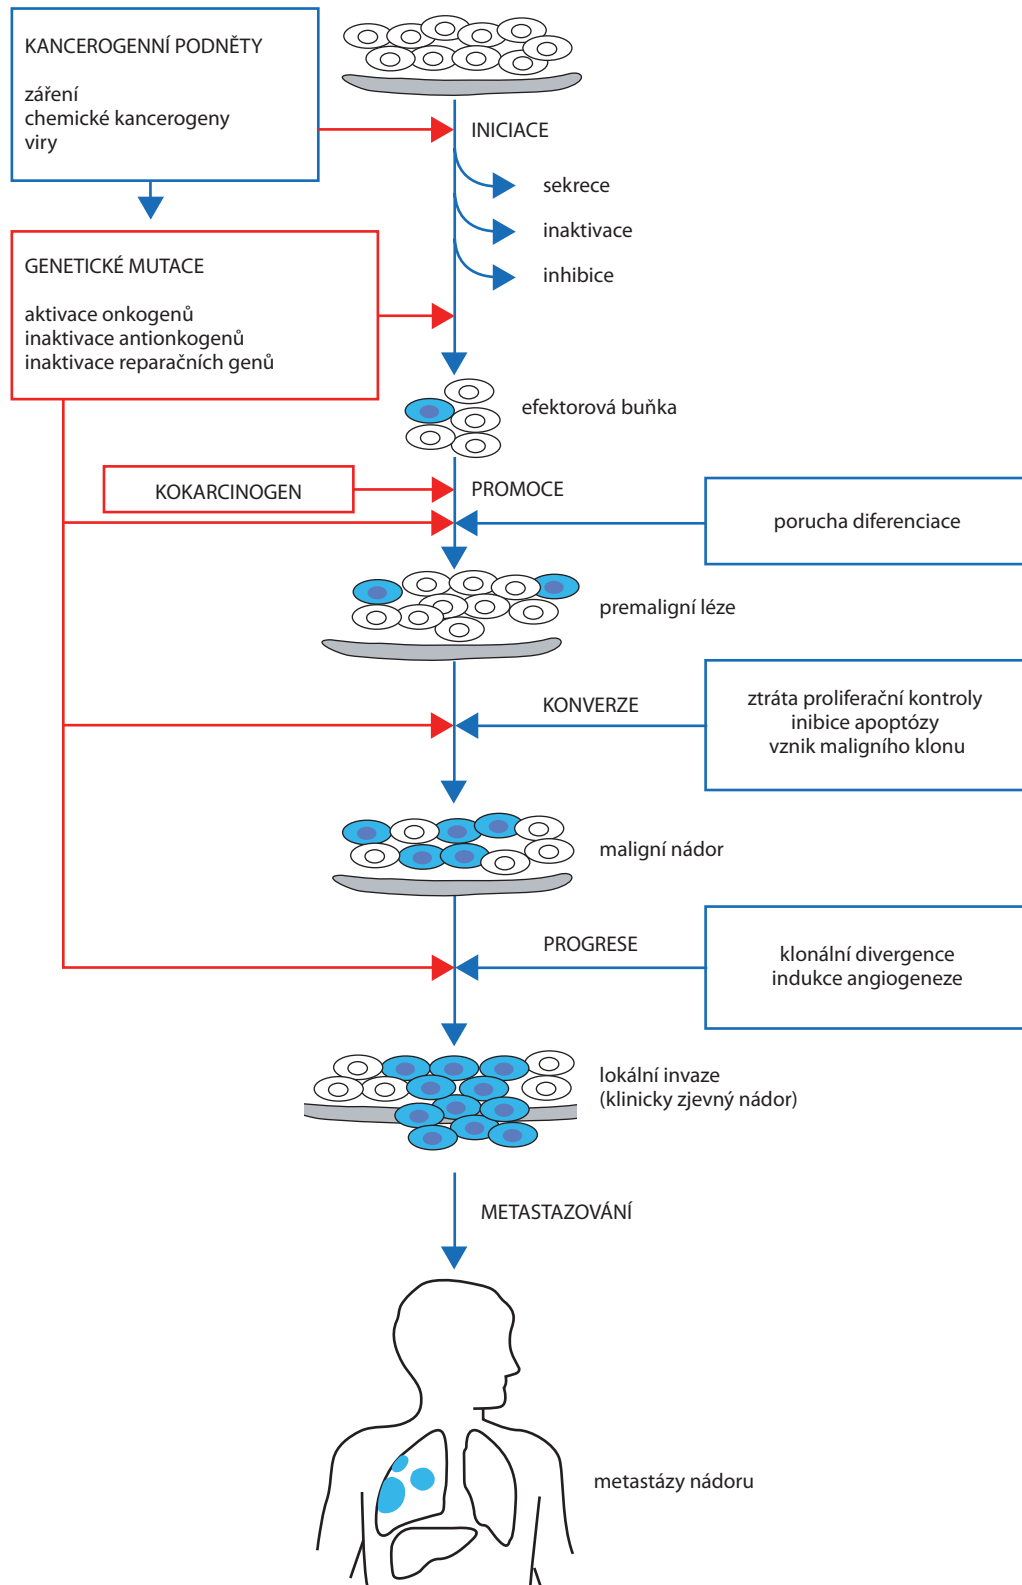 KANCEROGENNÍ PODNĚTY
záření
chemické kancerogeny
viry
INICIACE
sekrece
inaktivace
inhibice
GENETICKÉ MUTACE
aktivace onkogenů
inaktivace antionkogenů
inaktivace reparačních genů
efektorová buňka
KOKARCINOGEN
PROMOCE
porucha diferenciace
premaligní léze
KONVERZE
ztráta proliferační kontroly
inibice apoptózy
vznik maligního klonu
maligní nádor
PROGRESE
klonální divergence
indukce angiogeneze
lokální invaze
(klinicky zjevný nádor)
METASTAZOVÁNÍ
metastázy nádoru